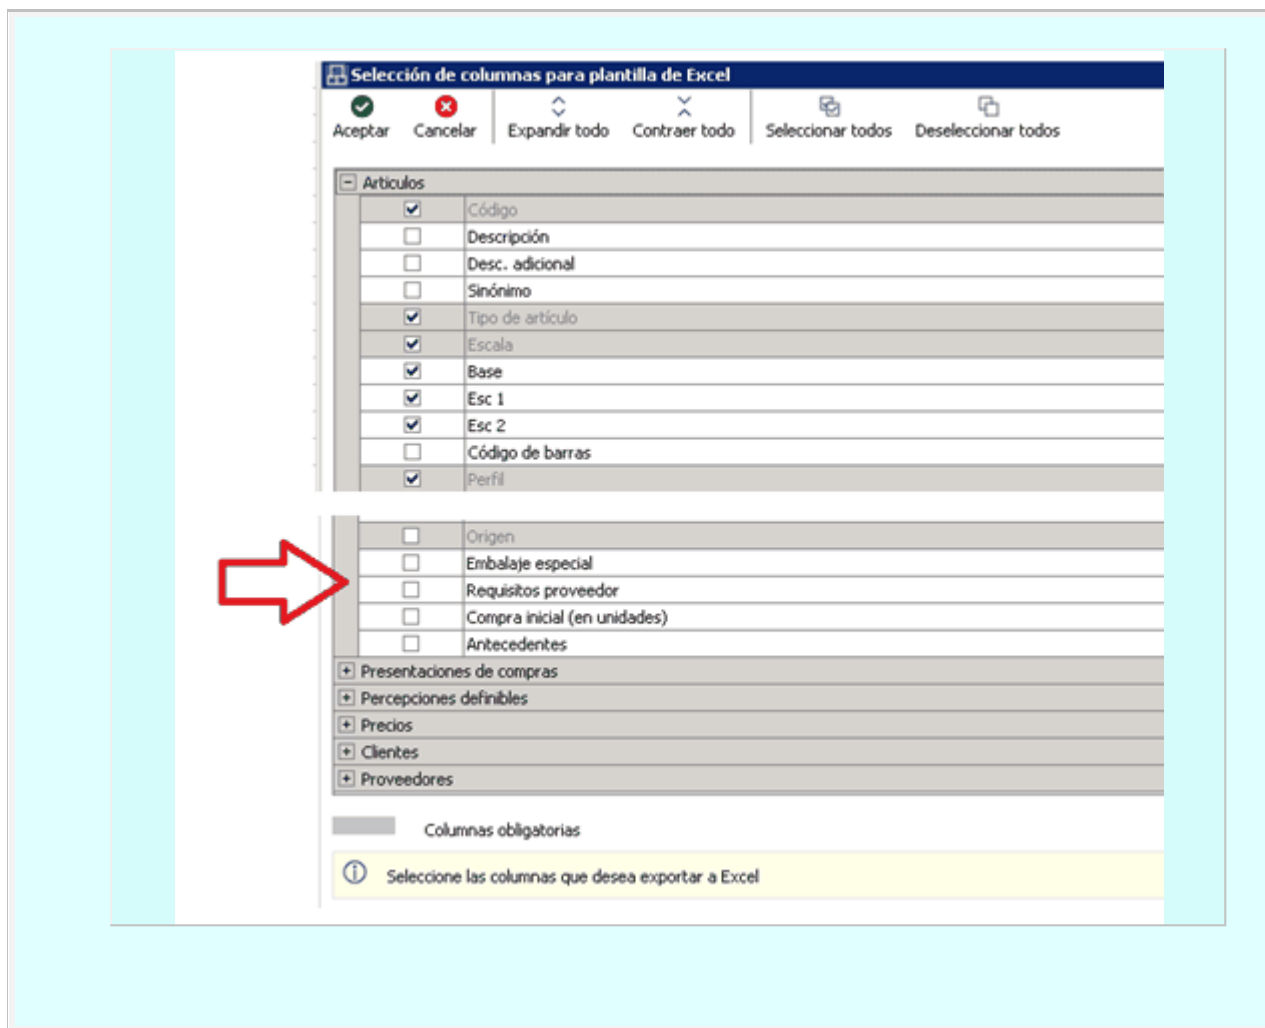 Selección de columnas para plantilla de Excel
Aceptar Cancelar Expandir todo Contraer todo Seleccionar todos Deseleccionar todos
Articulos
Código
Descripción
Desc. adicional
Sinónimo
Tipo de artículo
Escala
Base
Esc 1
Esc 2
Código de barras
Perfil
Origen
Embalaje especial
Requisitos proveedor
Compra inicial (en unidades)
Antecedentes
Presentaciones de compras
Percepciones definibles
Precios
Clientes
Proveedores
Columnas obligatorias
Seleccione las columnas que desea exportar a Excel